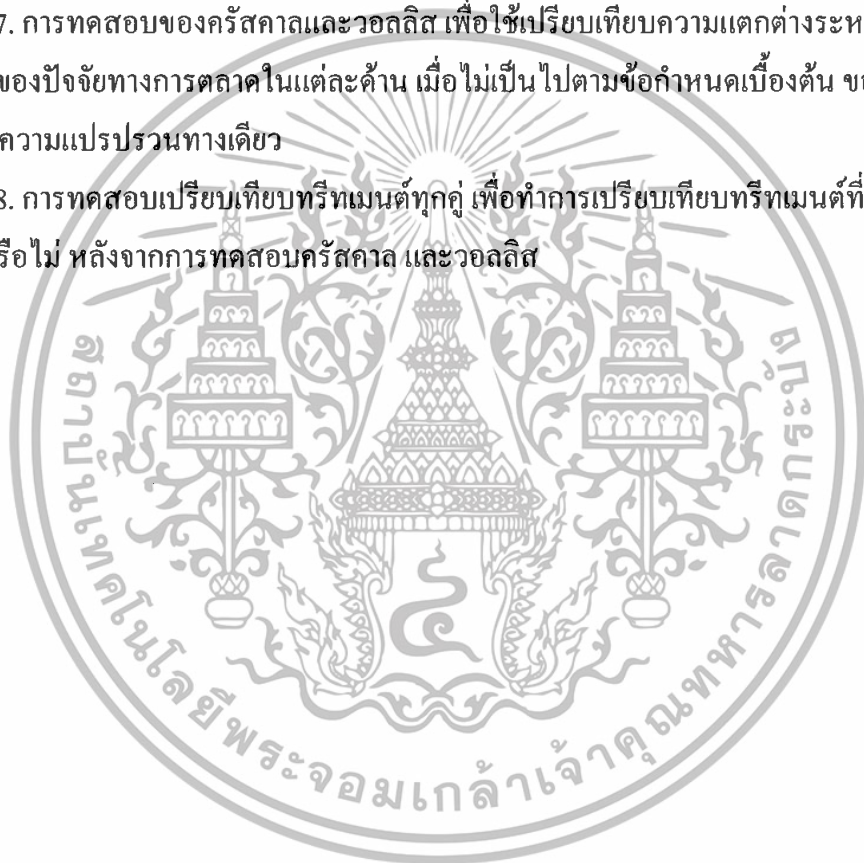 7. การทดสอบของครัสคาลและวอลลิส เพื่อใช้เปรียบเทียบความแตกต่างระห
ของปัจจัยทางการตลาดในแต่ละด้าน เมื่อไม่เป็นไปตามข้อกำหนดเบื้องต้น ขอ
ความแปรปรวนทางเดียว
8. การทดสอบเปรียบเทียบทรีทเมนต์ทุกคู่ เพื่อทำการเปรียบเทียบทรีทเมนต์ที่
รือไม่ หลังจากการทดสอบครัสคาล และวอลลิส
สถาบันเทคโนโลยีพระจอมเกล้าเจ้าคุณทหารลาดกระบัง